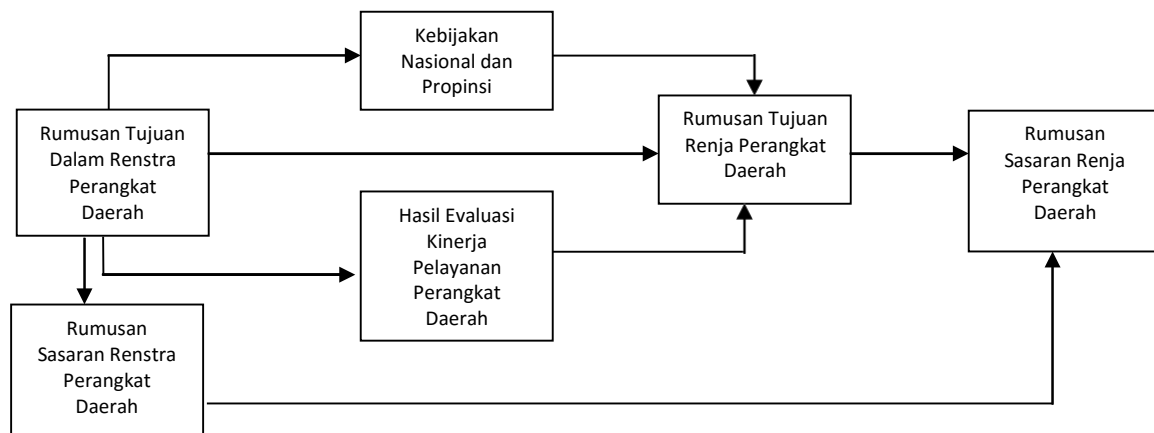 Kebijakan
Nasional dan
Propinsi
Rumusan Tujuan
Dalam Renstra
Perangkat
Daerah
Rumusan Tujuan
Renja Perangkat
Daerah
Rumusan
Sasaran Renja
Perangkat
Daerah
Hasil Evaluasi
Kinerja
Pelayanan
Perangkat
Daerah
Rumusan
Sasaran Renstra
Perangkat
Daerah